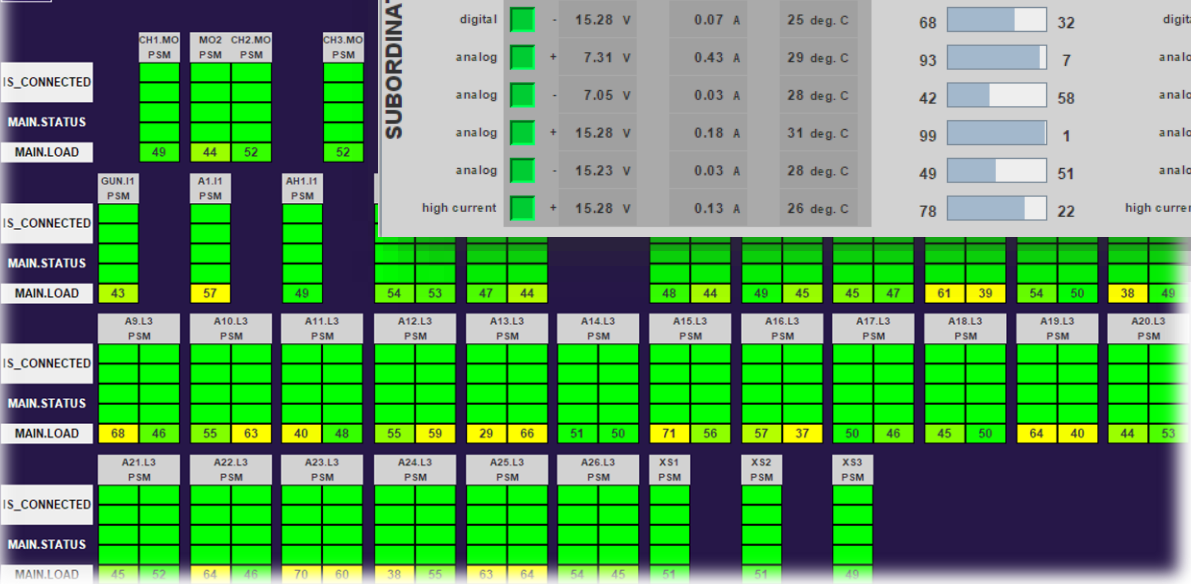 SUBORDINAT
digital - 15.28 V 0.07 A 25 deg. C 68 32
analog + 7.31 V 0.43 A 29 deg. C 93 7
analog - 7.05 V 0.03 A 28 deg. C 42 58
analog + 15.28 V 0.18 A 31 deg. C 99 1
analog - 15.23 V 0.03 A 28 deg. C 49 51
high current + 15.28 V 0.13 A 26 deg. C 78 22
CH1.MO MO2 CH2.MO CH3.MO
PSM PSM PSM PSM
IS_CONNECTED
MAIN.STATUS
MAIN.LOAD 49 44 52 52
GUN.I1 A1.I1 AH1.I1
PSM PSM PSM
IS_CONNECTED
MAIN.STATUS
MAIN.LOAD 43 57 49 54 53 47 44 48 44 49 45 45 47 61 39 54 50 38 49
A9.L3 A10.L3 A11.L3 A12.L3 A13.L3 A14.L3 A15.L3 A16.L3 A17.L3 A18.L3 A19.L3 A20.L3
PSM PSM PSM PSM PSM PSM PSM PSM PSM PSM PSM PSM
IS_CONNECTED
MAIN.STATUS
MAIN.LOAD 68 46 55 63 40 48 55 59 29 66 51 50 71 56 57 37 50 46 45 50 64 40 44 53
A21.L3 A22.L3 A23.L3 A24.L3 A25.L3 A26.L3 XS1 XS2 XS3
PSM PSM PSM PSM PSM PSM PSM PSM PSM
IS_CONNECTED
MAIN.STATUS
MAIN.LOAD 45 52 64 46 70 60 38 55 63 64 54 45 51 51 49